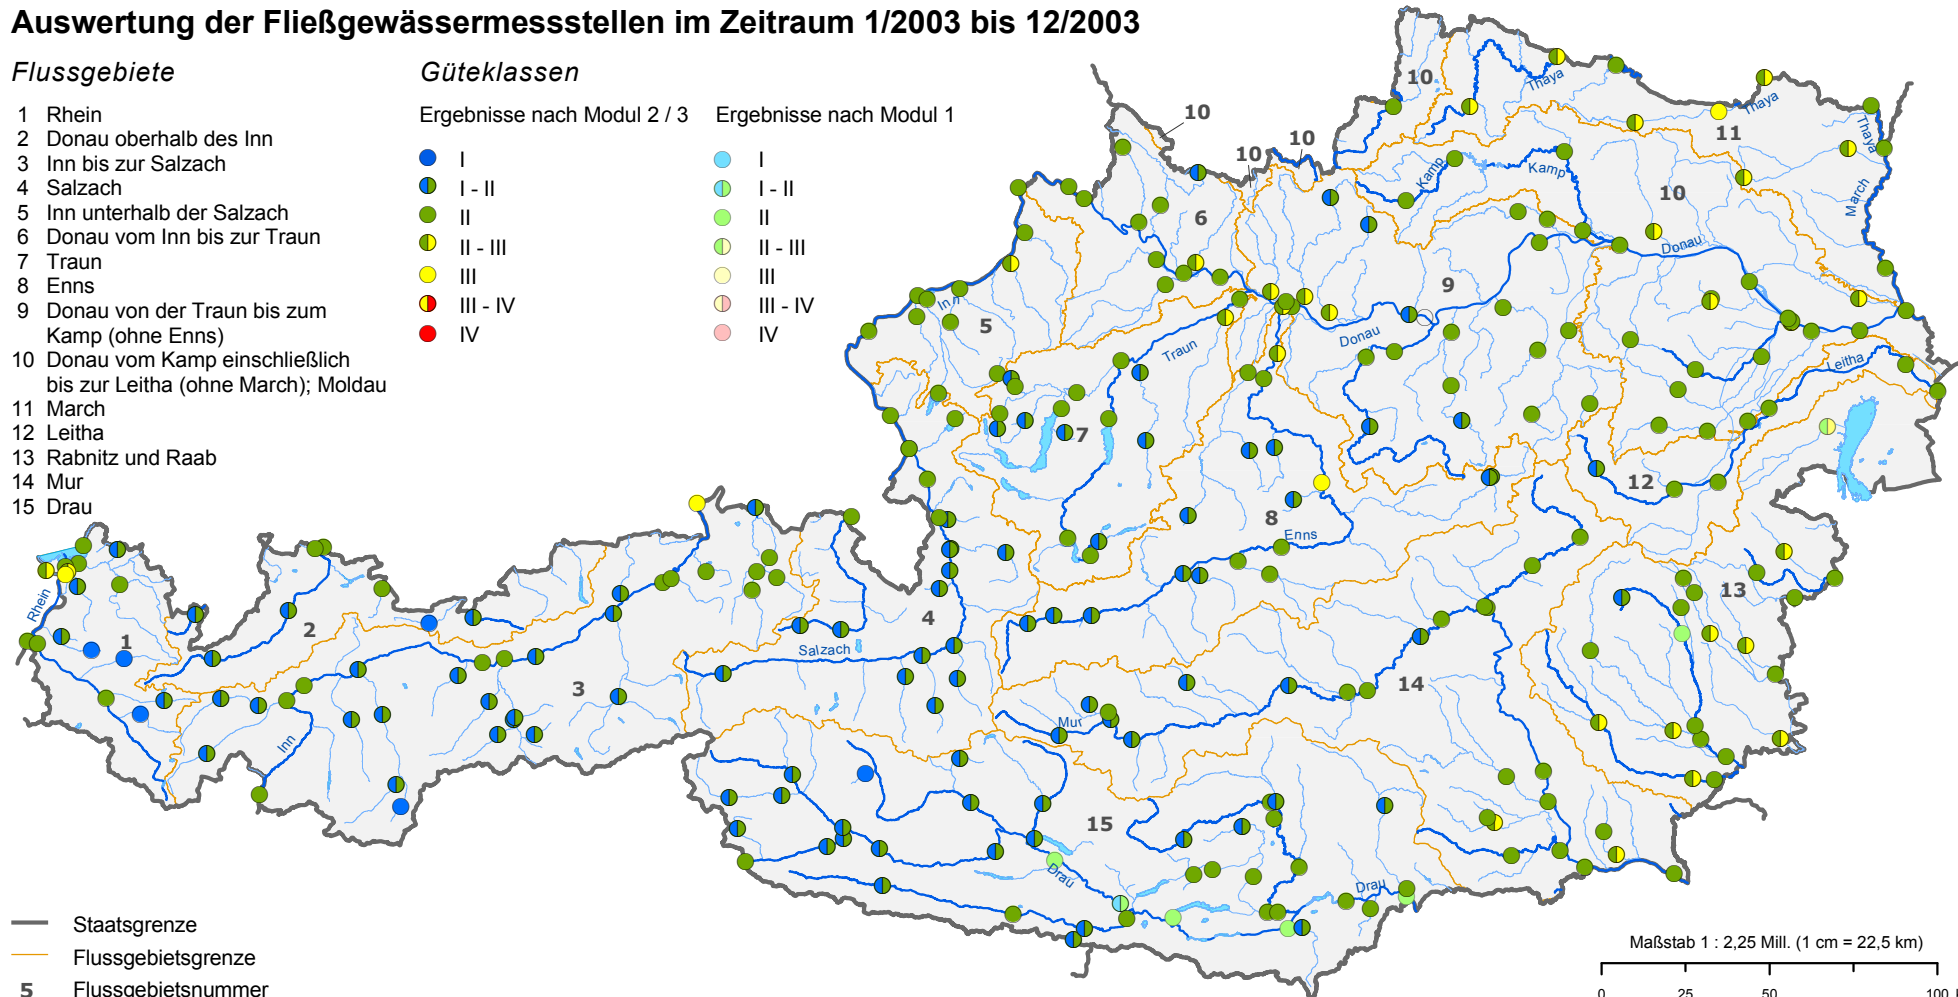 Auswertung der Fließgewässermessstellen im Zeitraum 1/2003 bis 12/2003
Flussgebiete
1 Rhein
2 Donau oberhalb des Inn
3 Inn bis zur Salzach
4 Salzach
5 Inn unterhalb der Salzach
6 Donau vom Inn bis zur Traun
7 Traun
8 Enns
9 Donau von der Traun bis zum
Kamp (ohne Enns)
10 Donau vom Kamp einschließlich
bis zur Leitha (ohne March); Moldau
11 March
12 Leitha
13 Rabnitz und Raab
14 Mur
15 Drau
Güteklassen
Ergebnisse nach Modul 2 / 3
I
I - II
II
II - III
III
III - IV
IV
Ergebnisse nach Modul 1
I
I - II
II
II - III
III
III - IV
IV
10
Thaya
10
Thaya
11
Thaya
10
10
Kamp
Kamp
10
March
6
Donau
Inn
9
5
Donau
Traun
Leitha
7
12
8
Enns
Rhein
1
2
4
13
Salzach
3
14
Mur
Inn
15
Drau
Drau
Staatsgrenze
Flussgebietsgrenze
5 Flussgebietsnummer
Maßstab 1 : 2,25 Mill. (1 cm = 22,5 km)
0 25 50 100